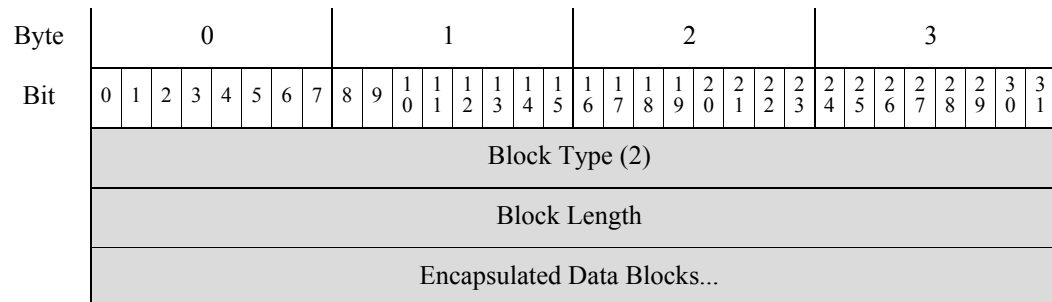 Byte 0 1 2 3
Bit 0 1 2 3 4 5 6 7 8 9 10 11 12 13 14 15 16 17 18 19 20 21 22 23 24 25 26 27 28 29 30 31
Block Type (2)
Block Length
Encapsulated Data Blocks...